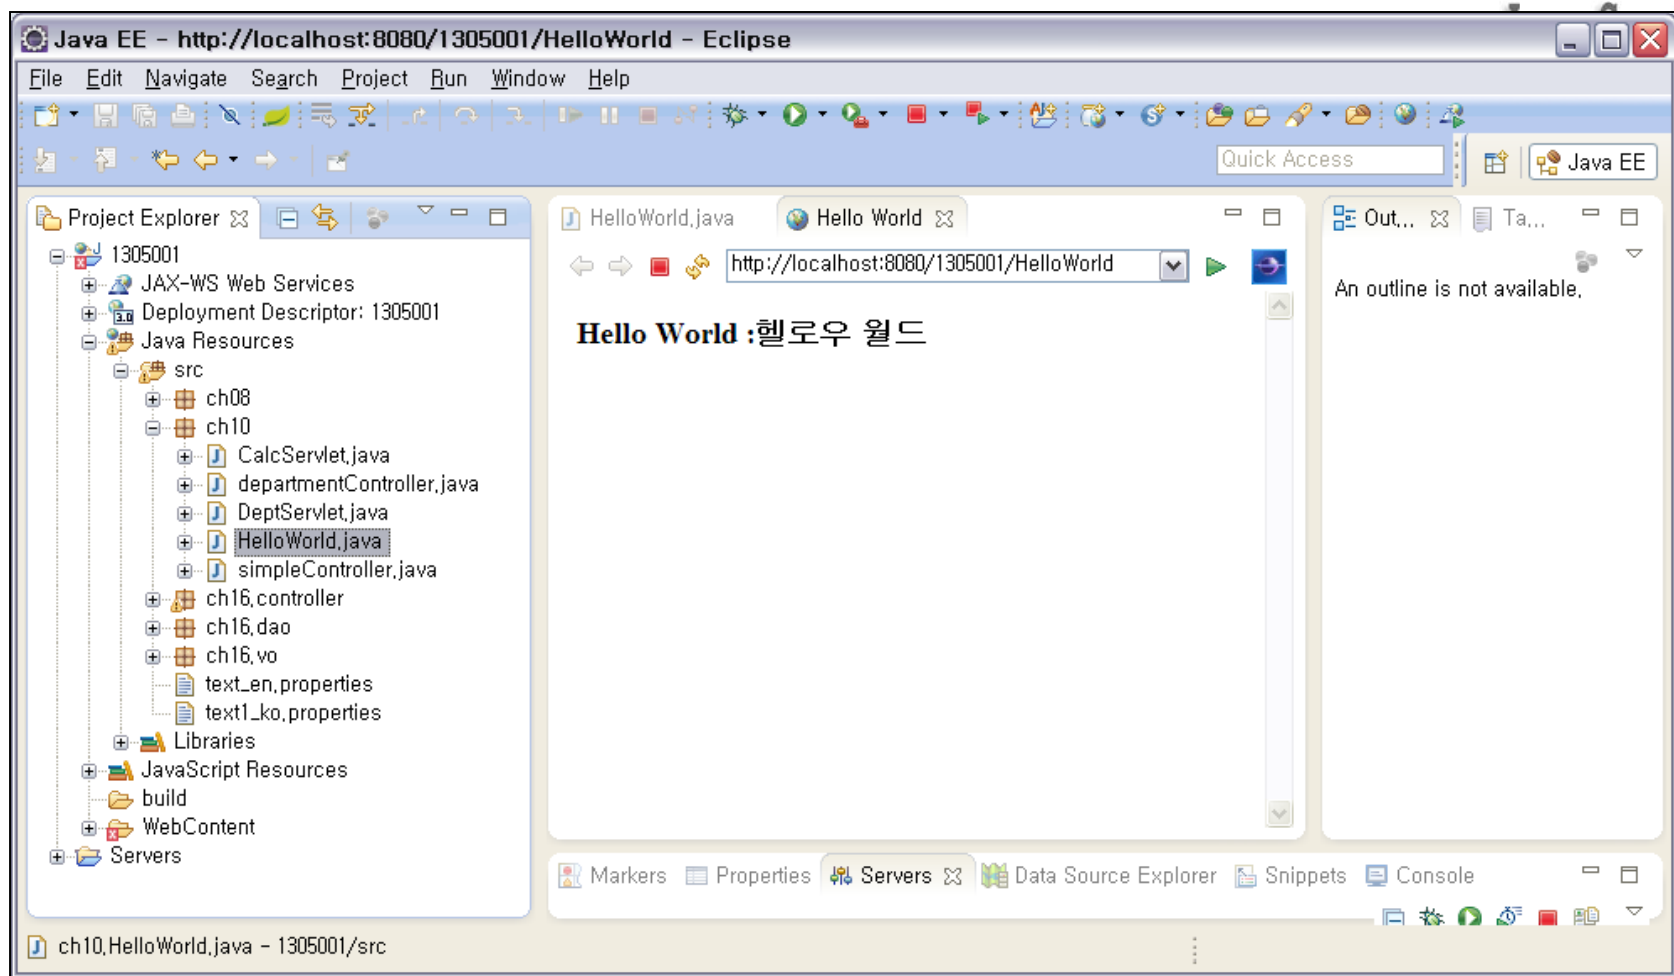 Java EE - http://localhost:8080/1305001/HelloWorld - Eclipse
File Edit Navigate Search Project Run Window Help
Quick Access
Java EE
Project Explorer
1305001
JAX-WS Web Services
Deployment Descriptor: 1305001
Java Resources
src
ch08
ch10
CalcServlet.java
departmentController.java
DeptServlet.java
HelloWorld.java
simpleController.java
ch16.controller
ch16.dao
ch16.vo
text_en.properties
text1_ko.properties
Libraries
JavaScript Resources
build
WebContent
Servers
HelloWorld.java Hello World
http://localhost:8080/1305001/HelloWorld
Hello World :헬로우 월드
Out... Ta...
An outline is not available.
Markers Properties Servers Data Source Explorer Snippets Console
ch10.HelloWorld.java - 1305001/src